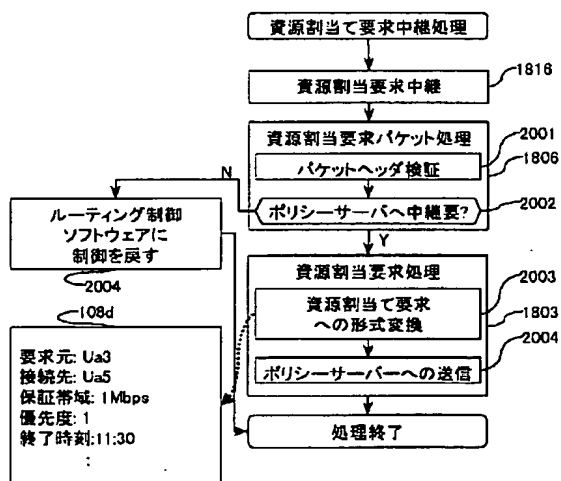 資源割当て要求中継処理
1816
資源割当要求中継
資源割当要求パケット処理
2001
パケットヘッダ検証
1806
N
ポリシーサーバへ中継要?
2002
Y
ルーティング制御
ソフトウェアに
制御を戻す
2004
資源割当要求処理
2003
資源割当て要求
への形式変換
1803
2004
ポリシーサーバーへの送信
処理終了
108d
要求元: Ua3
接続先: Ua5
保証帯域: 1Mbps
優先度: 1
終了時刻:11:30
: